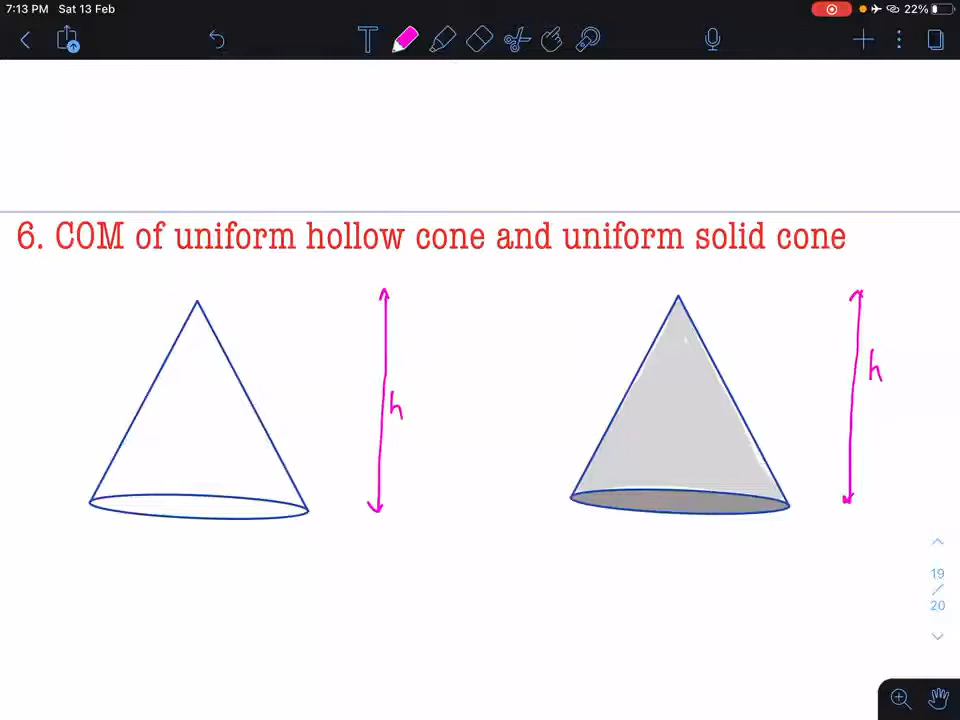 7:13 PM Sat 13 Feb
22%
T
6. COM of uniform hollow cone and uniform solid cone
h
h
19
/
20